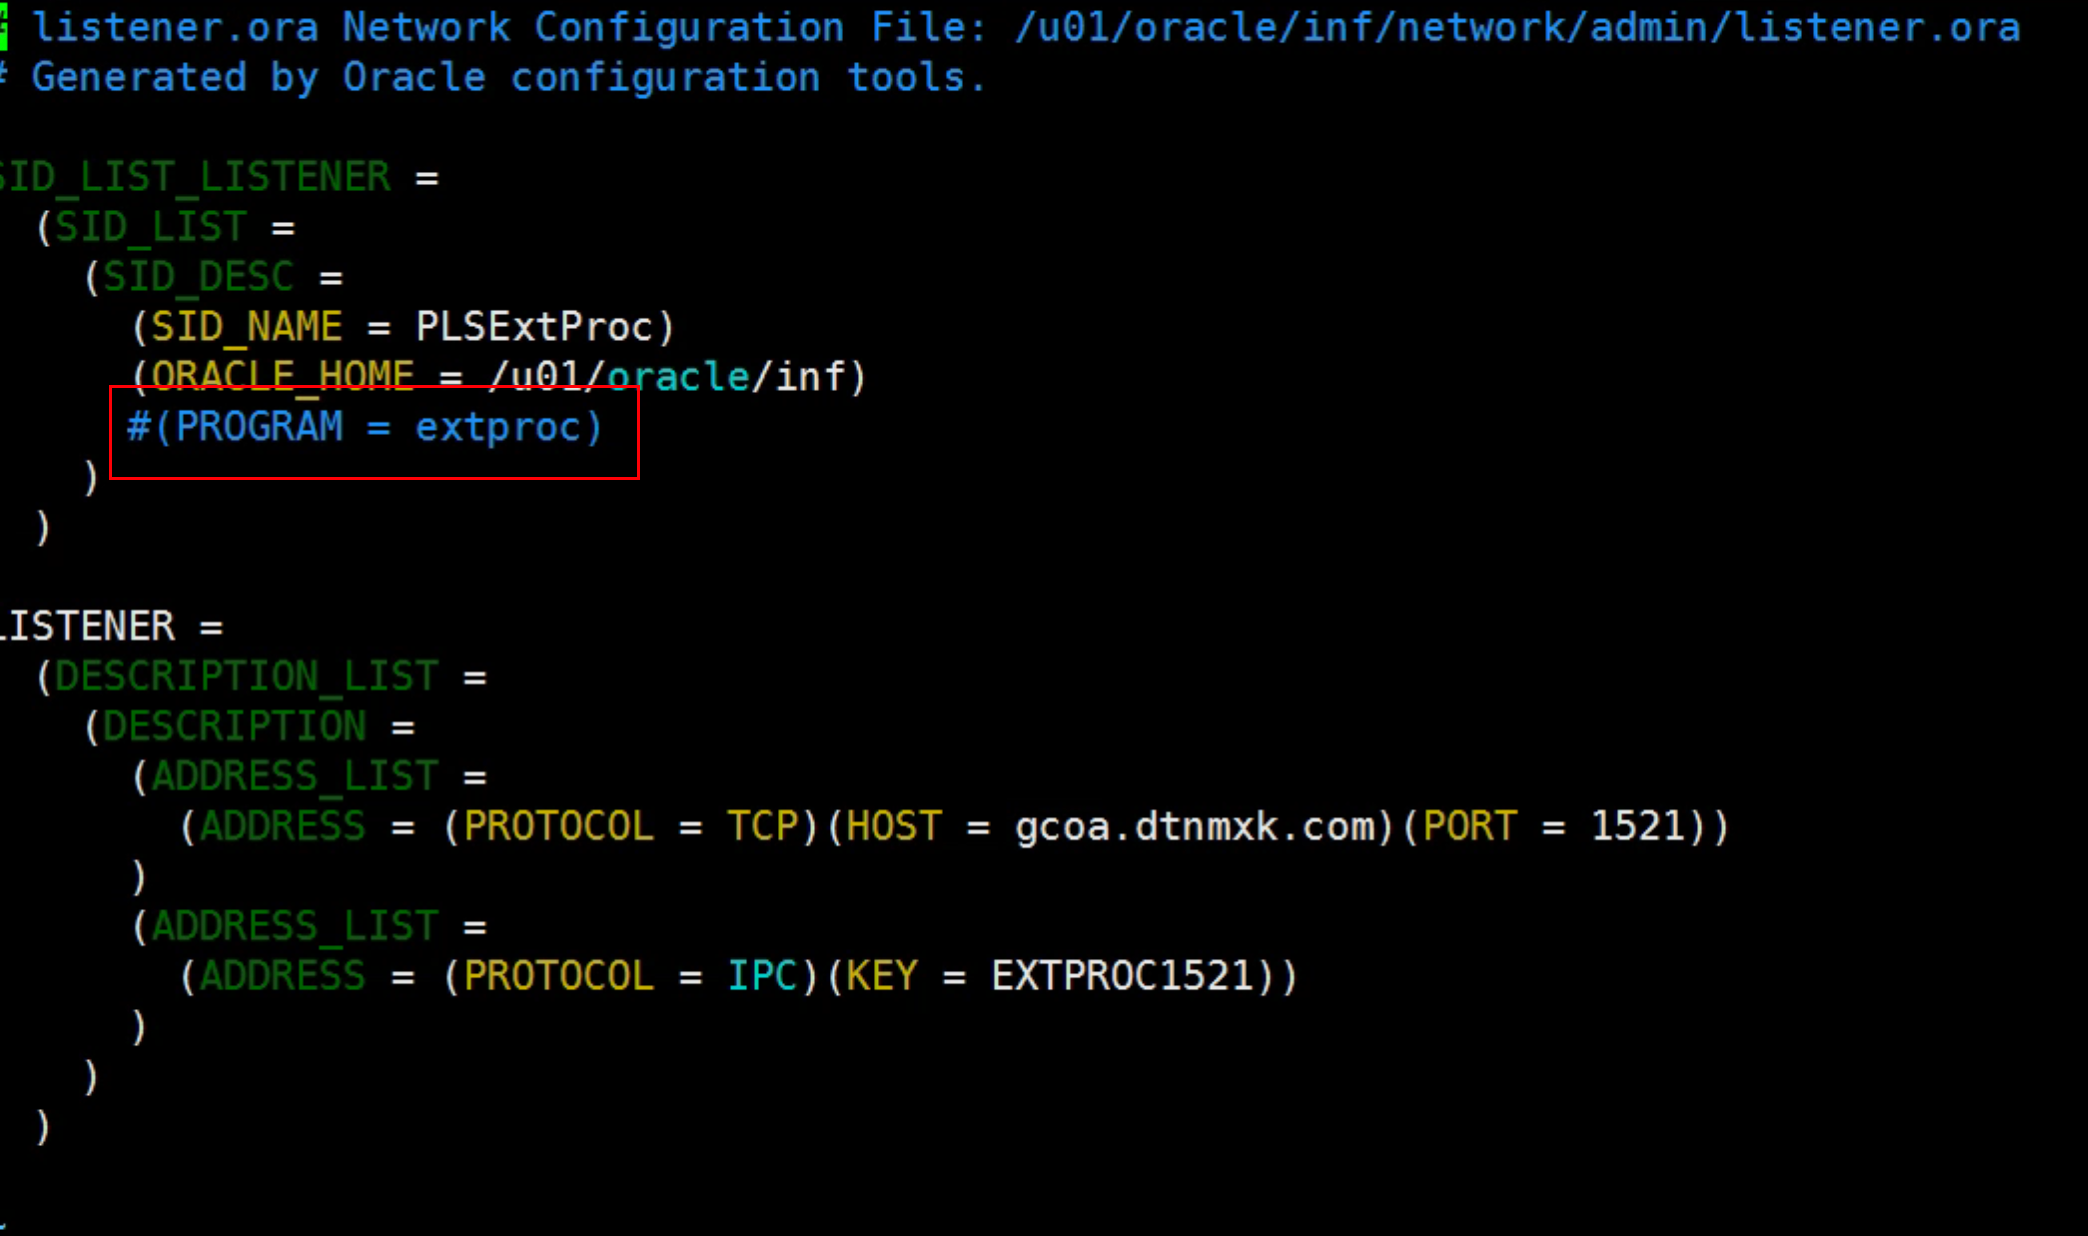 # listener.ora Network Configuration File: /u01/oracle/inf/network/admin/listener.ora
# Generated by Oracle configuration tools.
SID_LIST_LISTENER =
(SID_LIST =
(SID_DESC =
(SID_NAME = PLSExtProc)
(ORACLE_HOME = /u01/oracle/inf)
#(PROGRAM = extproc)
)
)
LISTENER =
(DESCRIPTION_LIST =
(DESCRIPTION =
(ADDRESS_LIST =
(ADDRESS = (PROTOCOL = TCP)(HOST = gcoa.dtnmxk.com)(PORT = 1521))
)
(ADDRESS_LIST =
(ADDRESS = (PROTOCOL = IPC)(KEY = EXTPROC1521))
)
)
)
~